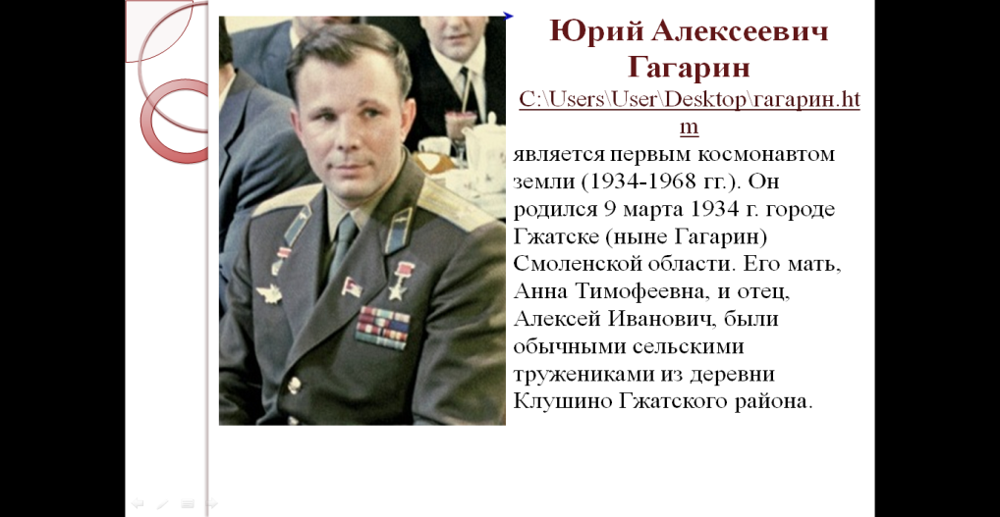 Юрий Алексеевич
Гагарин
C:\Users\User\Desktop\гагарин.ht
m
является первым космонавтом
земли (1934-1968 гг.). Он
родился 9 марта 1934 г. городе
Гжатске (ныне Гагарин)
Смоленской области. Его мать,
Анна Тимофеевна, и отец,
Алексей Иванович, были
обычными сельскими
тружениками из деревни
Клушино Гжатского района.